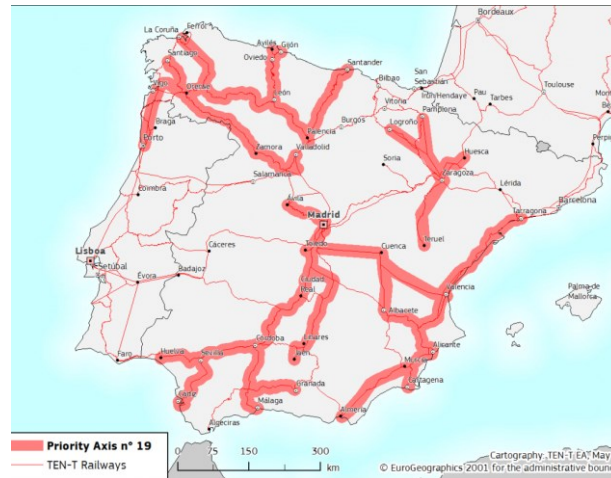 Bordeaux
Ferrol
La Coruña
Avilés
Gijón
Santiago
Oviedo
Santander
Bilbao
San
Sebastián
Irún/Hendaye
Toulouse
Vitoria
Pau
Tarbes
Pamplona
León
Logroño
Burgos
Palencia
Huesca
Braga
Porto
Zamora
Valladolid
Soria
Zaragoza
Lérida
Barcelona
Salamanca
Tarragona
Coimbra
Ávila
Madrid
Teruel
Toledo
Cuenca
Cáceres
Lisboa
Setúbal
Évora
Badajoz
Ciudad
Real
Valencia
Palma de
Mallorca
Albacete
Linares
Alicante
Córdoba
Jaén
Murcia
Cartagena
Faro
Huelva
Sevilla
Granada
Málaga
Almería
Cádiz
Algeciras
Priority Axis n° 19
TEN-T Railways
0 75 150 300
km
Cartography: TEN-T EA, May
© EuroGeographics 2001 for the administrative bound